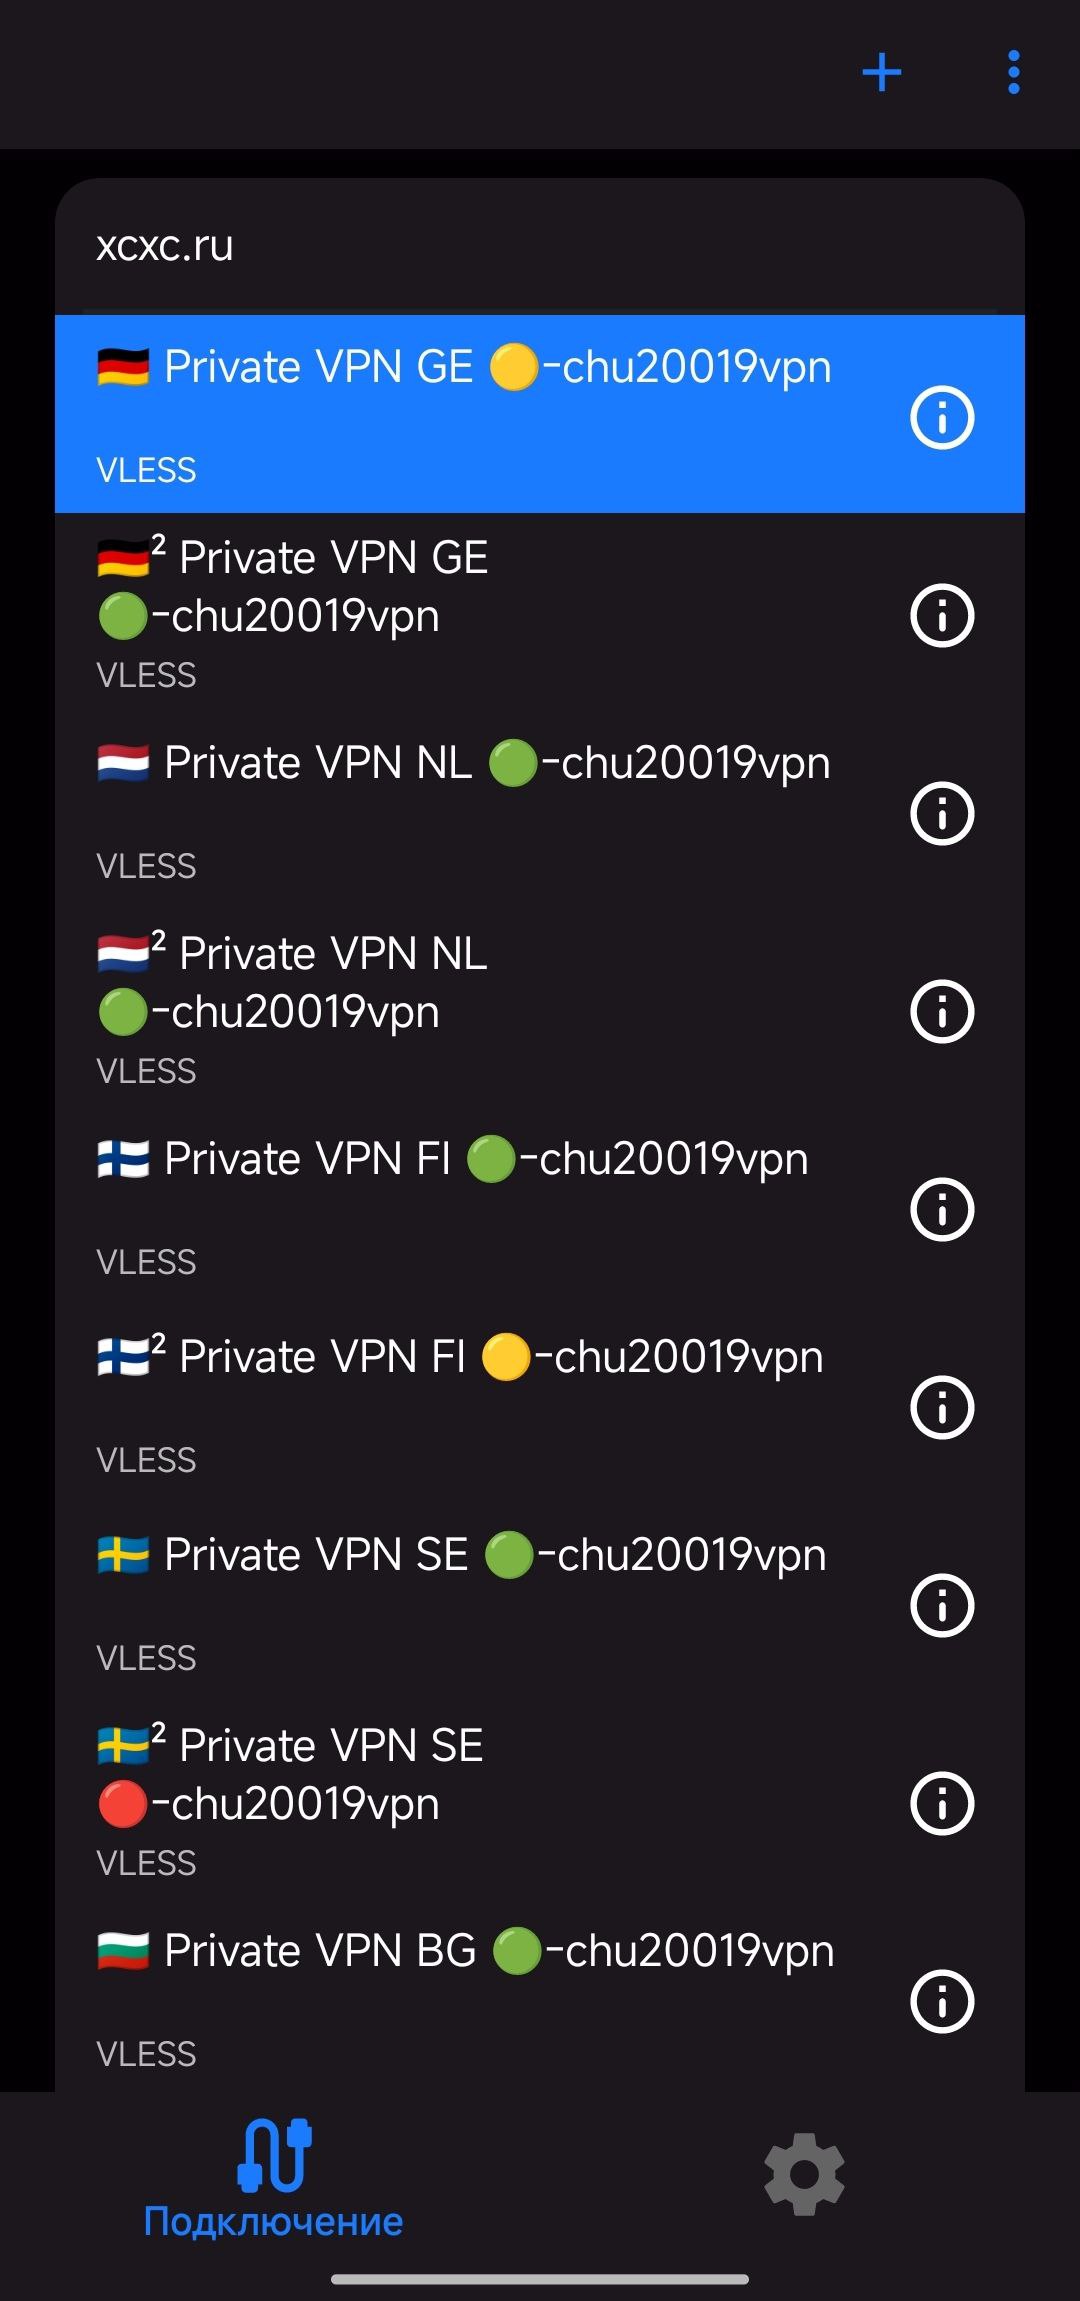 xcxc.ru
🇩🇪 Private VPN GE 🟡-chu20019vpn
VLESS
🇩🇪² Private VPN GE
🟢-chu20019vpn
VLESS
🇳🇱 Private VPN NL 🟢-chu20019vpn
VLESS
🇳🇱² Private VPN NL
🟢-chu20019vpn
VLESS
🇫🇮 Private VPN FI 🟢-chu20019vpn
VLESS
🇫🇮² Private VPN FI 🟡-chu20019vpn
VLESS
🇸🇪 Private VPN SE 🟢-chu20019vpn
VLESS
🇸🇪² Private VPN SE
🔴-chu20019vpn
VLESS
🇧🇬 Private VPN BG 🟢-chu20019vpn
VLESS
Подключение